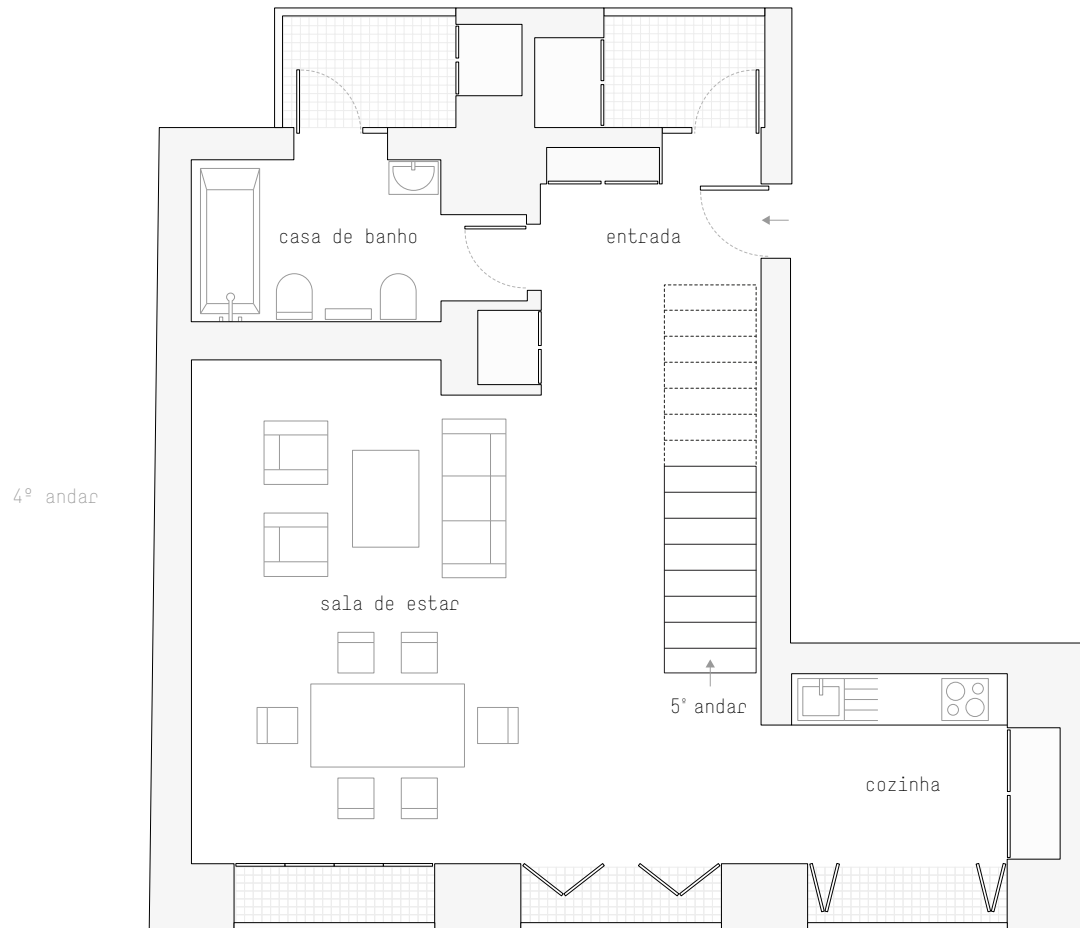 casa de banho
entrada
4º andar
sala de estar
5º andar
cozinha